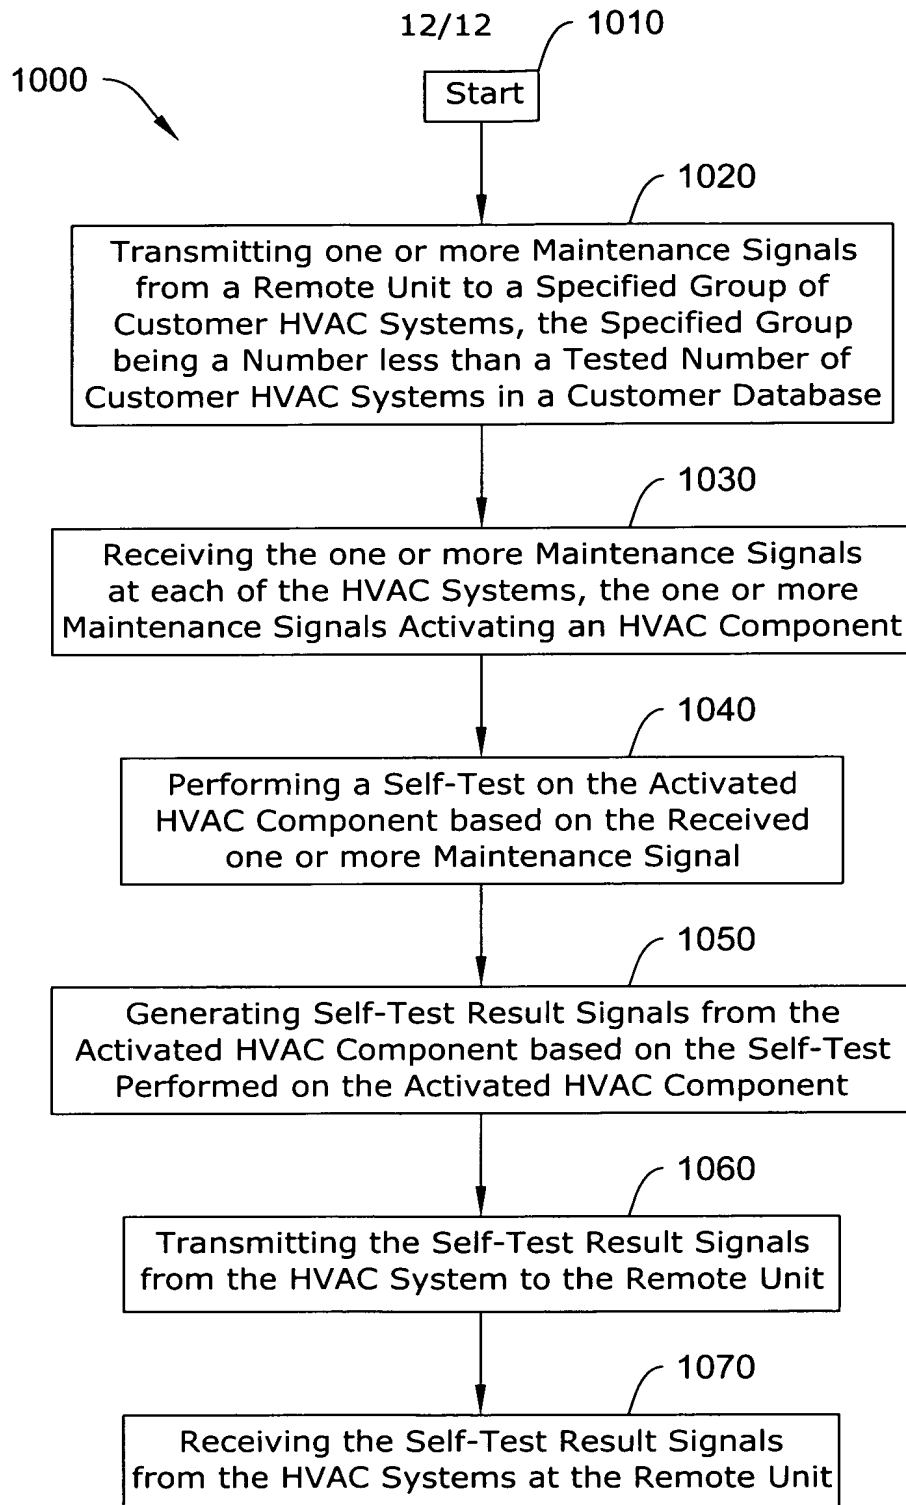 12/12
1010
1000
Start
1020
Transmitting one or more Maintenance Signals
from a Remote Unit to a Specified Group of
Customer HVAC Systems, the Specified Group
being a Number less than a Tested Number of
Customer HVAC Systems in a Customer Database
1030
Receiving the one or more Maintenance Signals
at each of the HVAC Systems, the one or more
Maintenance Signals Activating an HVAC Component
1040
Performing a Self-Test on the Activated
HVAC Component based on the Received
one or more Maintenance Signal
1050
Generating Self-Test Result Signals from the
Activated HVAC Component based on the Self-Test
Performed on the Activated HVAC Component
1060
Transmitting the Self-Test Result Signals
from the HVAC System to the Remote Unit
1070
Receiving the Self-Test Result Signals
from the HVAC Systems at the Remote Unit